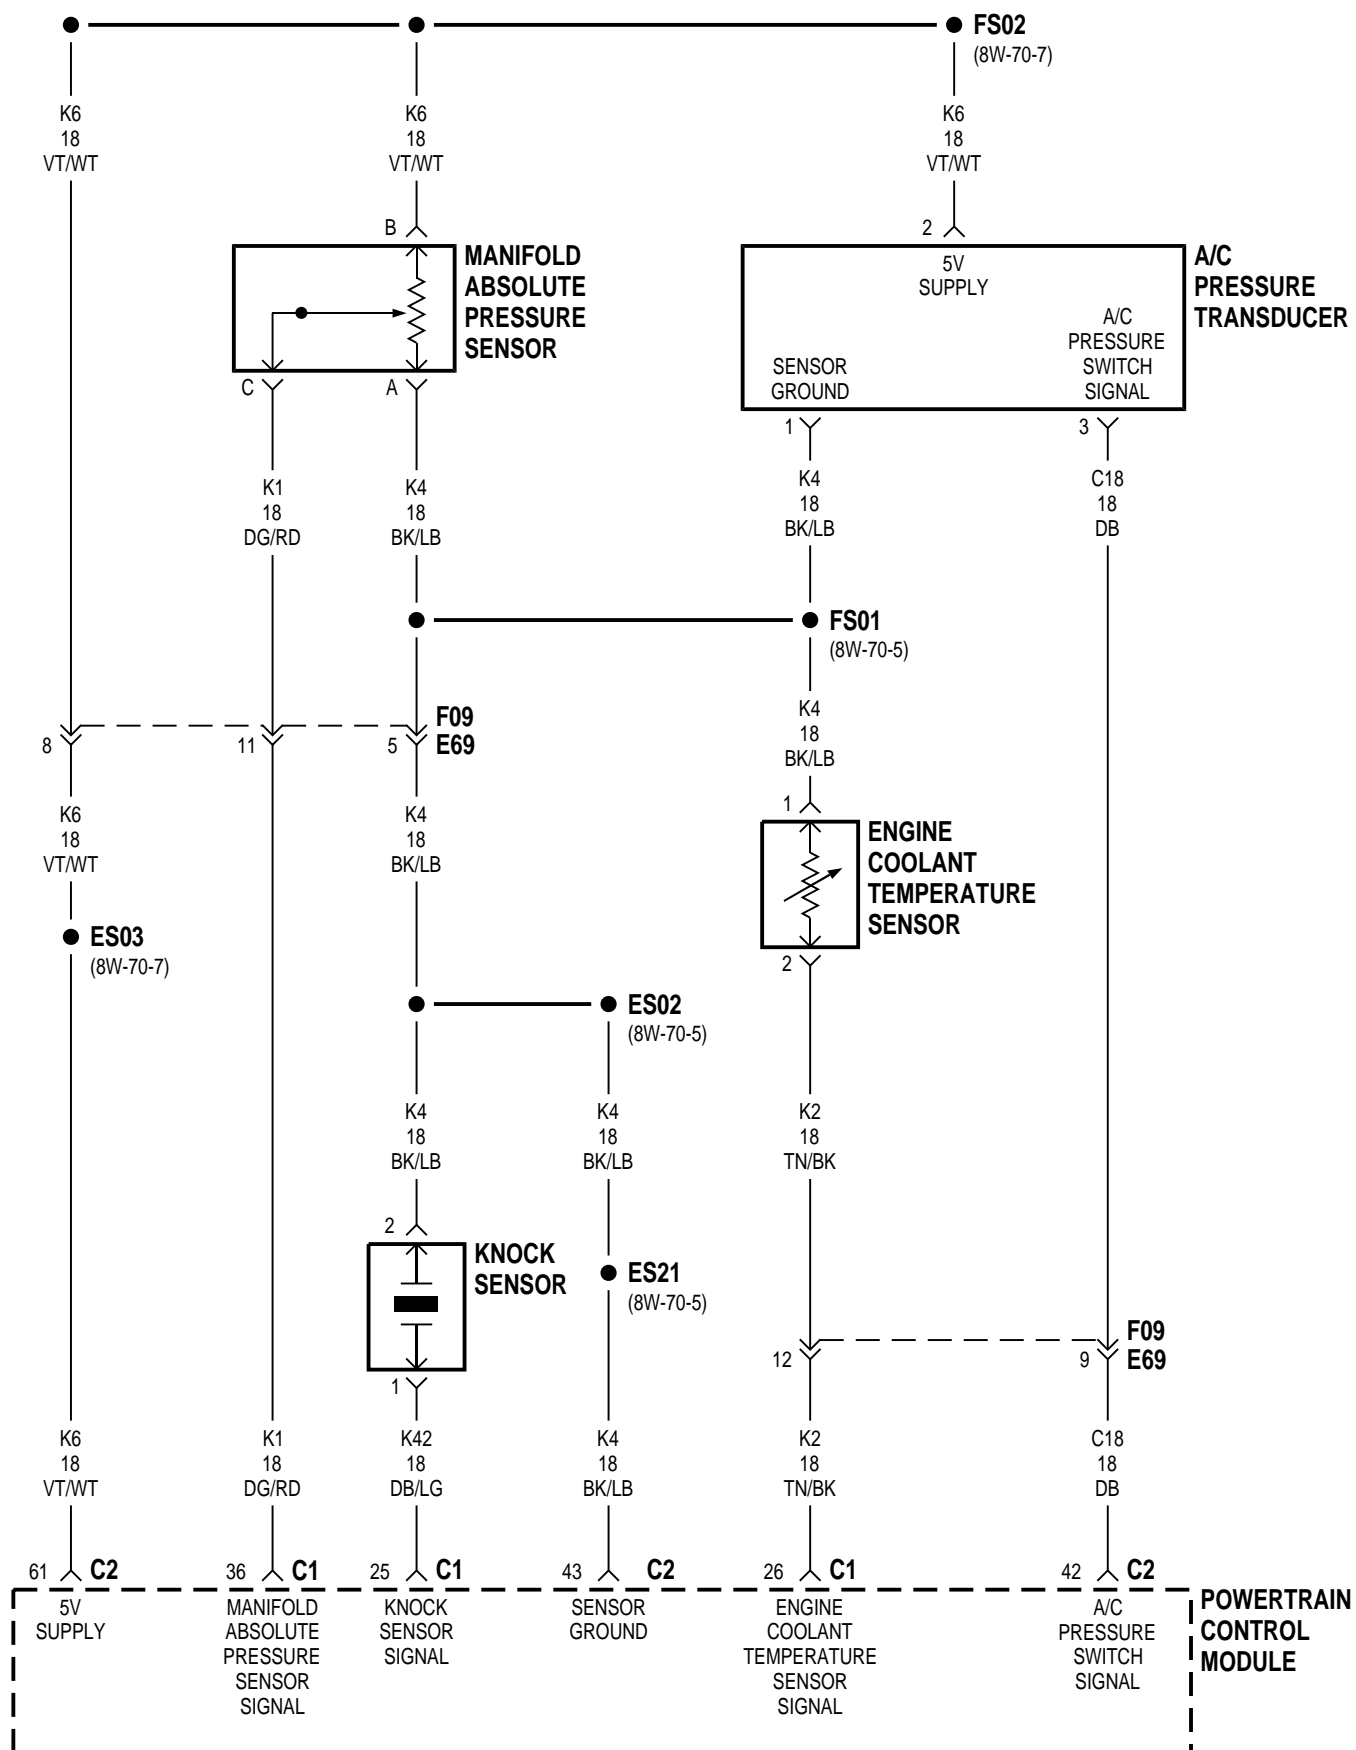 FS02
(8W-70-7)
K6
18
VT/WT
K6
18
VT/WT
K6
18
VT/WT
B
2
MANIFOLD
ABSOLUTE
PRESSURE
SENSOR
5V
SUPPLY
A/C
PRESSURE
SWITCH
SIGNAL
SENSOR
GROUND
A/C
PRESSURE
TRANSDUCER
C
A
1
3
K1
18
DG/RD
K4
18
BK/LB
K4
18
BK/LB
C18
18
DB
FS01
(8W-70-5)
K4
18
BK/LB
8
11
5
F09
E69
K6
18
VT/WT
K4
18
BK/LB
1
ENGINE
COOLANT
TEMPERATURE
SENSOR
2
ES03
(8W-70-7)
ES02
(8W-70-5)
K4
18
BK/LB
K4
18
BK/LB
K2
18
TN/BK
2
KNOCK
SENSOR
1
ES21
(8W-70-5)
12
9
F09
E69
K6
18
VT/WT
K1
18
DG/RD
K42
18
DB/LG
K4
18
BK/LB
K2
18
TN/BK
C18
18
DB
61 C2
36 C1
25 C1
43 C2
26 C1
42 C2
5V
SUPPLY
MANIFOLD
ABSOLUTE
PRESSURE
SENSOR
SIGNAL
KNOCK
SENSOR
SIGNAL
SENSOR
GROUND
ENGINE
COOLANT
TEMPERATURE
SENSOR
SIGNAL
A/C
PRESSURE
SWITCH
SIGNAL
POWERTRAIN
CONTROL
MODULE